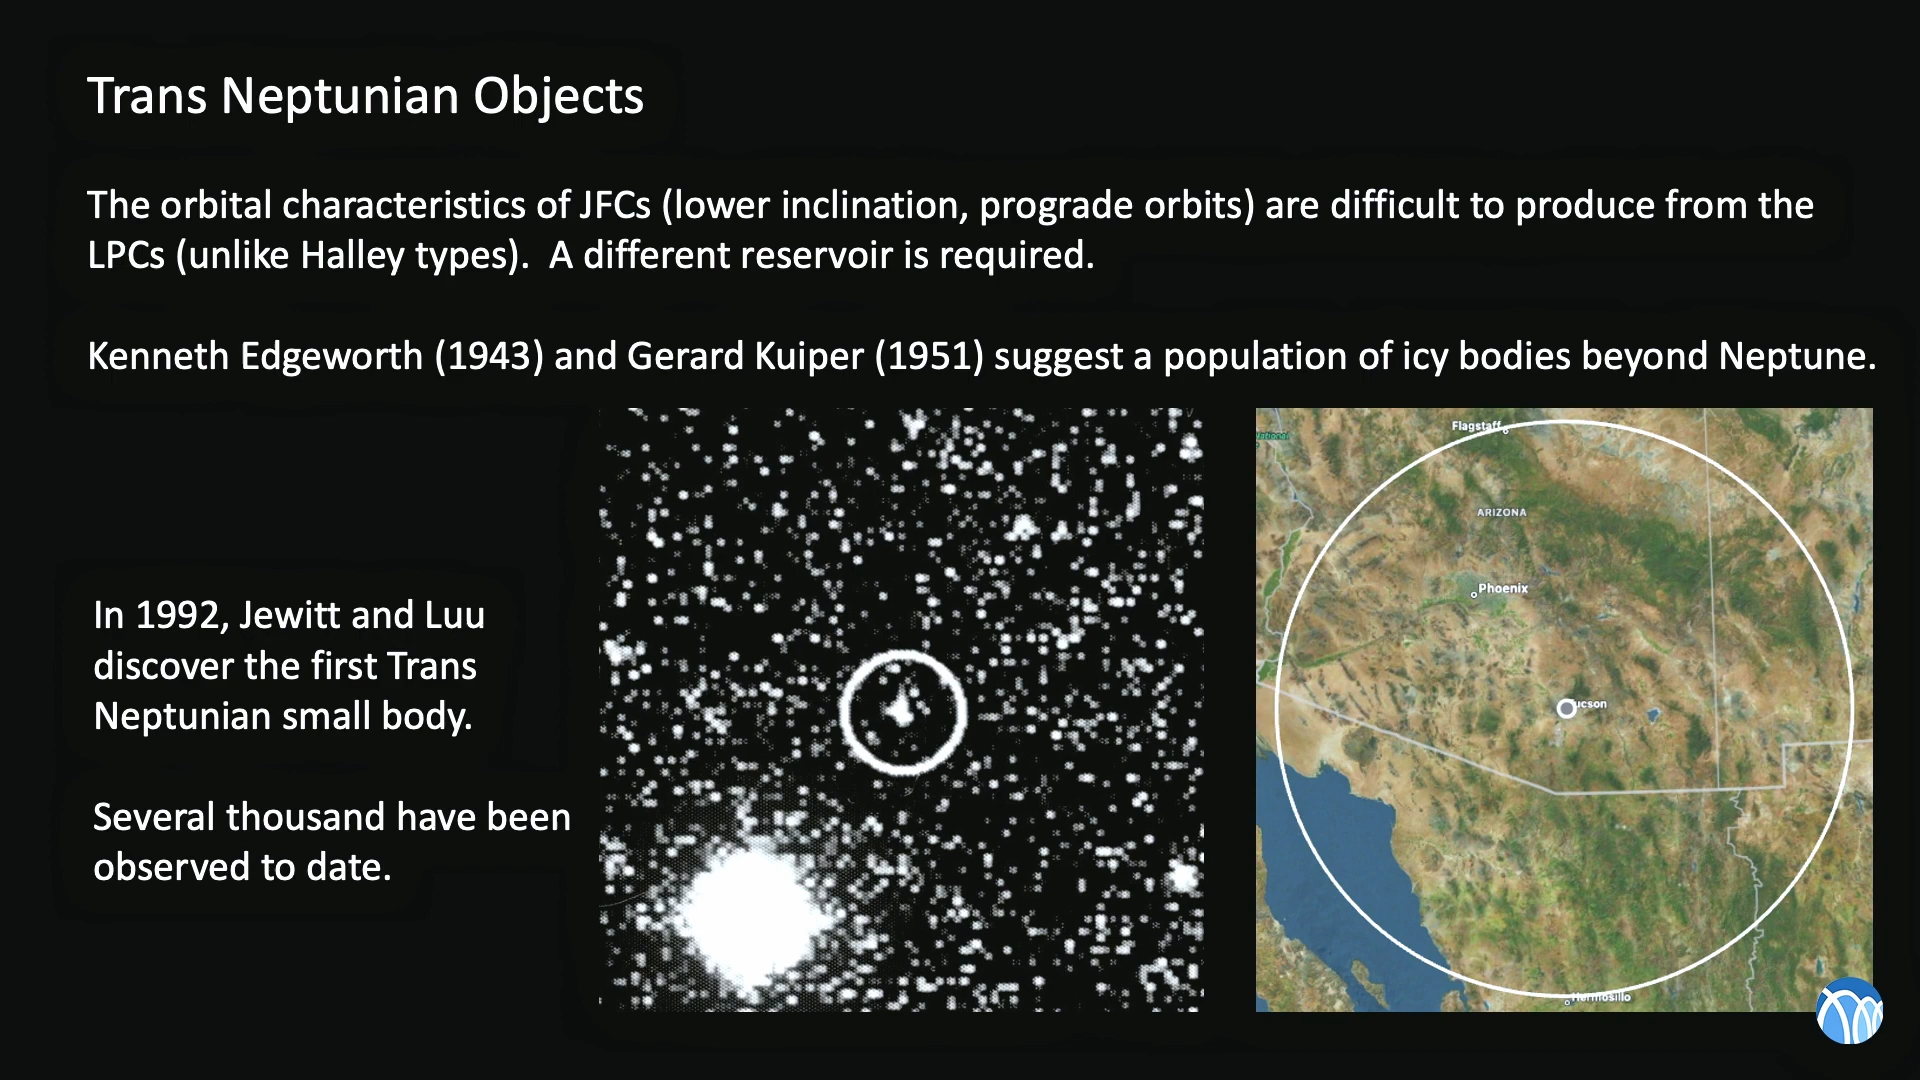 Trans Neptunian Objects
The orbital characteristics of JFCs (lower inclination, prograde orbits) are difficult to produce from the
LPCs (unlike Halley types).  A different reservoir is required.
Kenneth Edgeworth (1943) and Gerard Kuiper (1951) suggest a population of icy bodies beyond Neptune.
In 1992, Jewitt and Luu
discover the first Trans
Neptunian small body.
Several thousand have been
observed to date.
Flagstaff
National
ARIZONA
Phoenix
ucson
Hermosillo